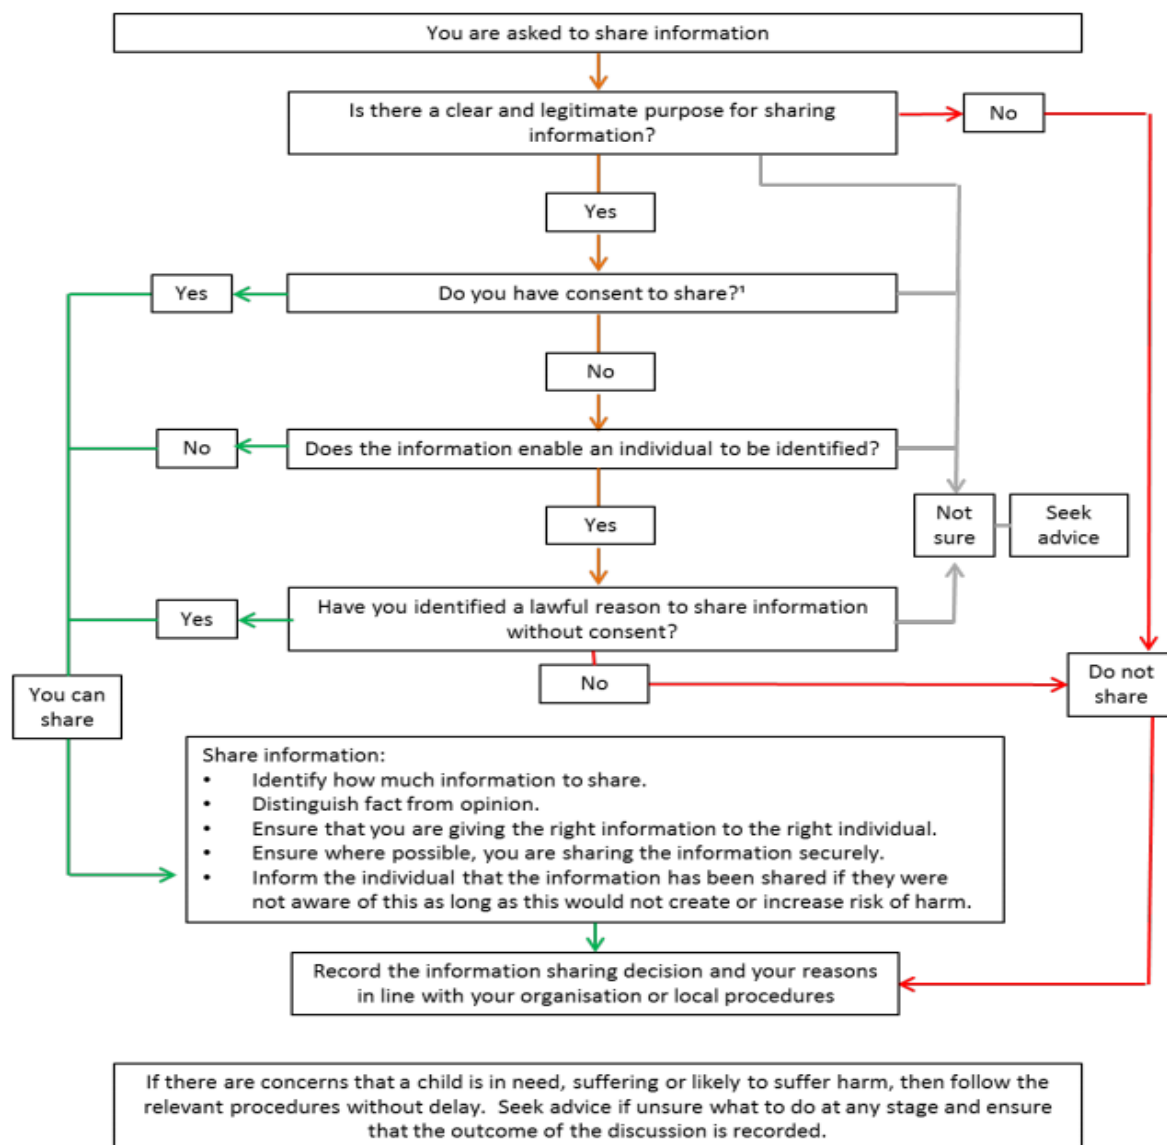 You are asked to share information
Is there a clear and legitimate purpose for sharing
information?
No
Yes
Yes
Do you have consent to share?¹
No
No
Does the information enable an individual to be identified?
Yes
Not
sure
Seek
advice
Yes
Have you identified a lawful reason to share information
without consent?
No
Do not
share
You can
share
Share information:
• Identify how much information to share.
• Distinguish fact from opinion.
• Ensure that you are giving the right information to the right individual.
• Ensure where possible, you are sharing the information securely.
• Inform the individual that the information has been shared if they were
not aware of this as long as this would not create or increase risk of harm.
Record the information sharing decision and your reasons
in line with your organisation or local procedures
If there are concerns that a child is in need, suffering or likely to suffer harm, then follow the
relevant procedures without delay. Seek advice if unsure what to do at any stage and ensure
that the outcome of the discussion is recorded.